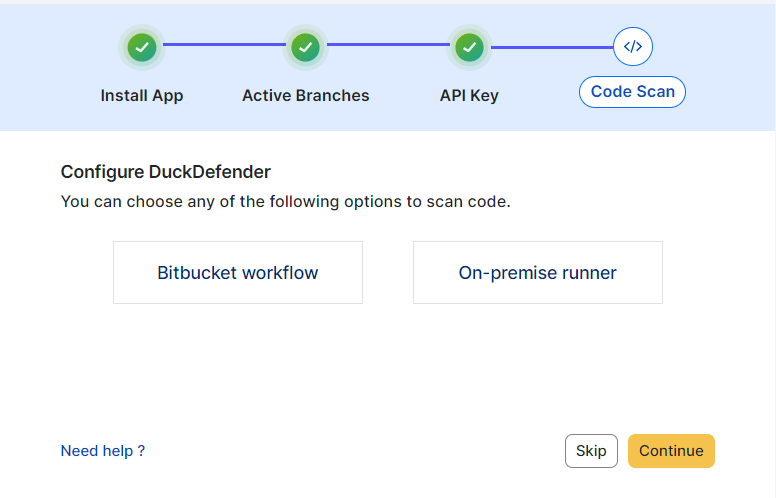 Install App
Active Branches
API Key
</>
Code Scan
Configure DuckDefender
You can choose any of the following options to scan code.
Bitbucket workflow
On-premise runner
Need help ?
Skip
Continue